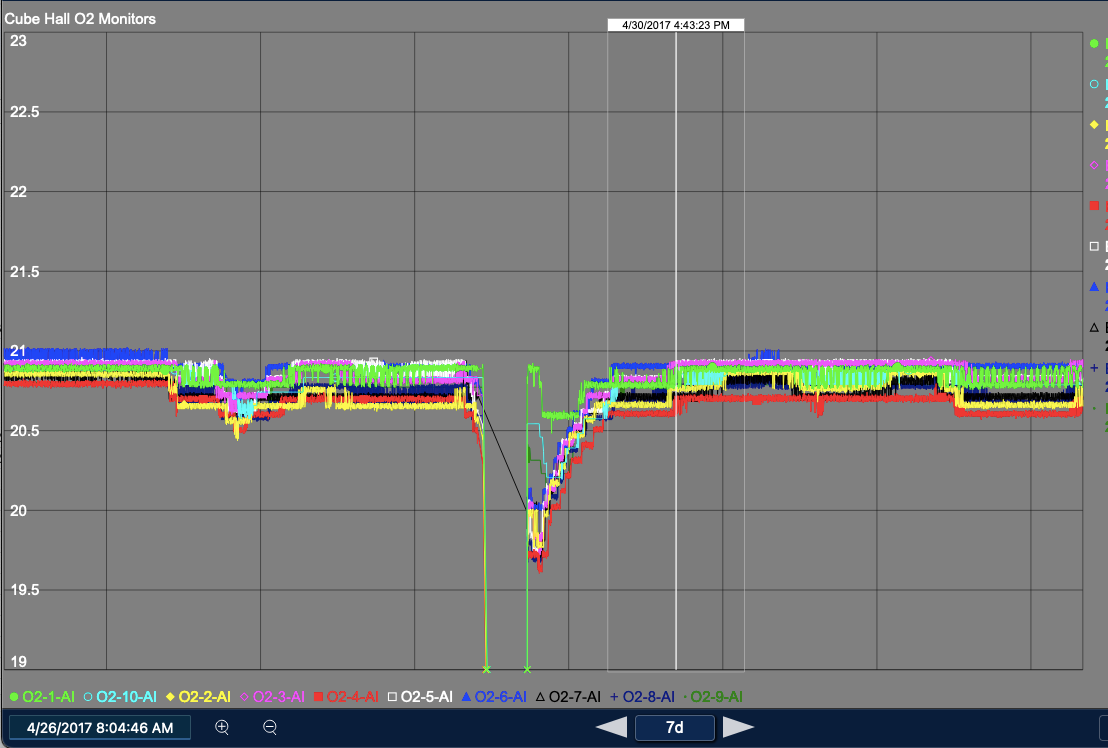 Cube Hall O2 Monitors
4/30/2017 4:43:23 PM
23
22.5
22
21.5
21
20.5
20
19.5
19
O2-1-AI O2-10-AI O2-2-AI O2-3-AI O2-4-AI O2-5-AI O2-6-AI O2-7-AI O2-8-AI O2-9-AI
4/26/2017 8:04:46 AM 7d